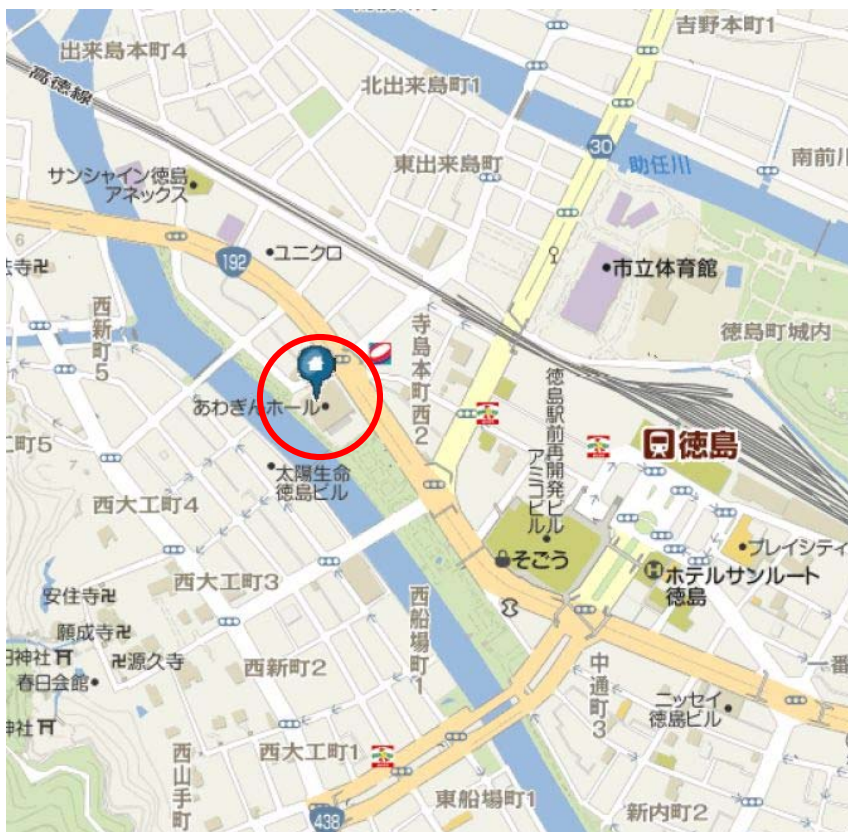 吉野本町1
出来島本町4
高徳線
北出来島町1
30
東出来島町
助任川
南前川
サンシャイン徳島
アネックス
192
ユニクロ
市立体育館
西新町5
寺島本町西2
徳島町城内
あわぎんホール
徳島駅前再開発ビル
アミコビル
徳島
太陽生命
徳島ビル
西大工町4
そごう
プレイシティ
ホテルサンルート
徳島
西大工町3
安住寺卍
願成寺卍
卍源久寺
西船場町1
西新町2
春日会館
中通町3
一番
ニッセイ
徳島ビル
西山手町
西大工町1
東船場町1
新内町2
438